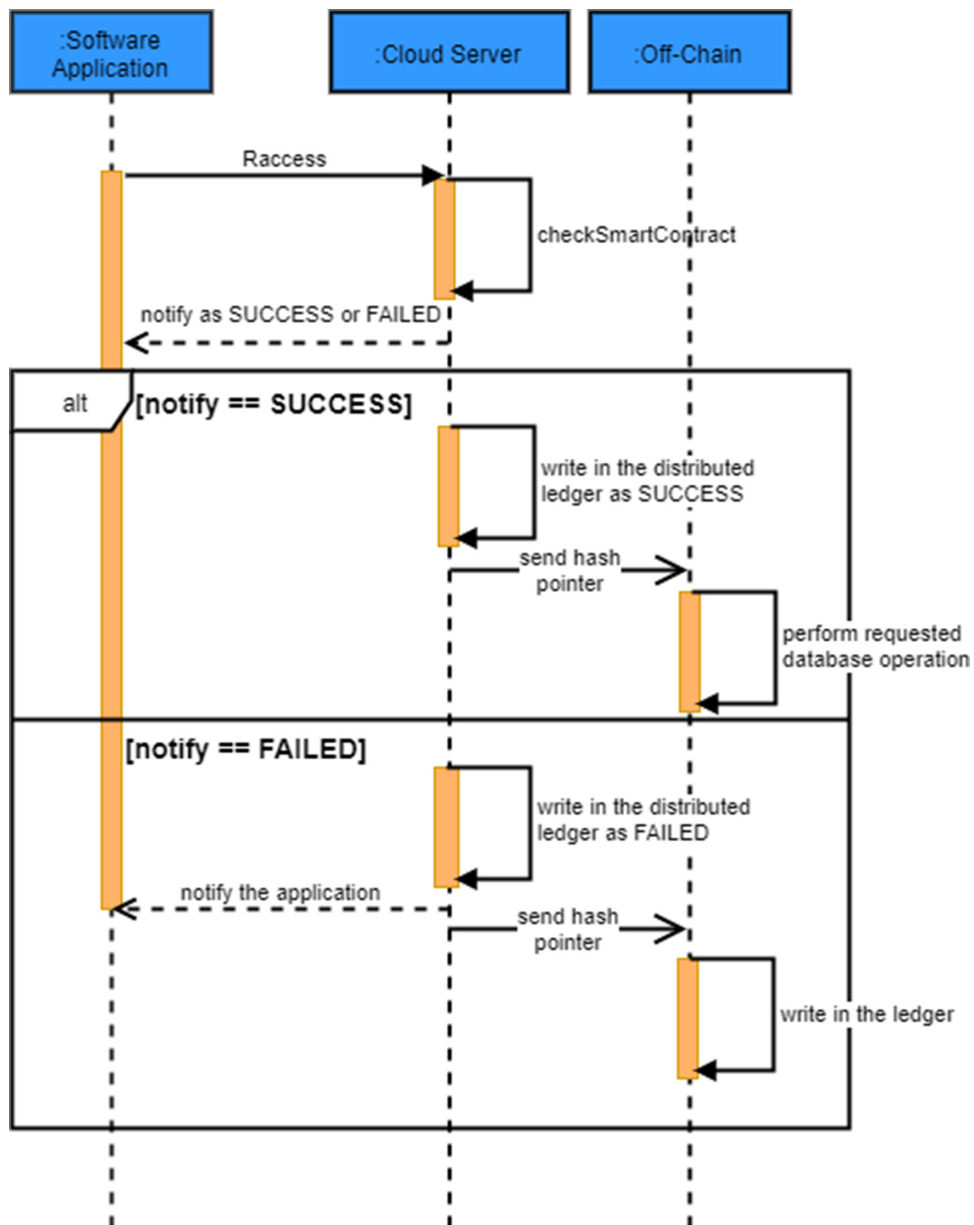 :Software
Application
:Cloud Server
:Off-Chain
Raccess
checkSmartContract
notify as SUCCESS or FAILED
alt
[notify == SUCCESS]
write in the distributed
ledger as SUCCESS
send hash
pointer
perform requested
database operation
[notify == FAILED]
write in the distributed
ledger as FAILED
notify the application
send hash
pointer
write in the ledger